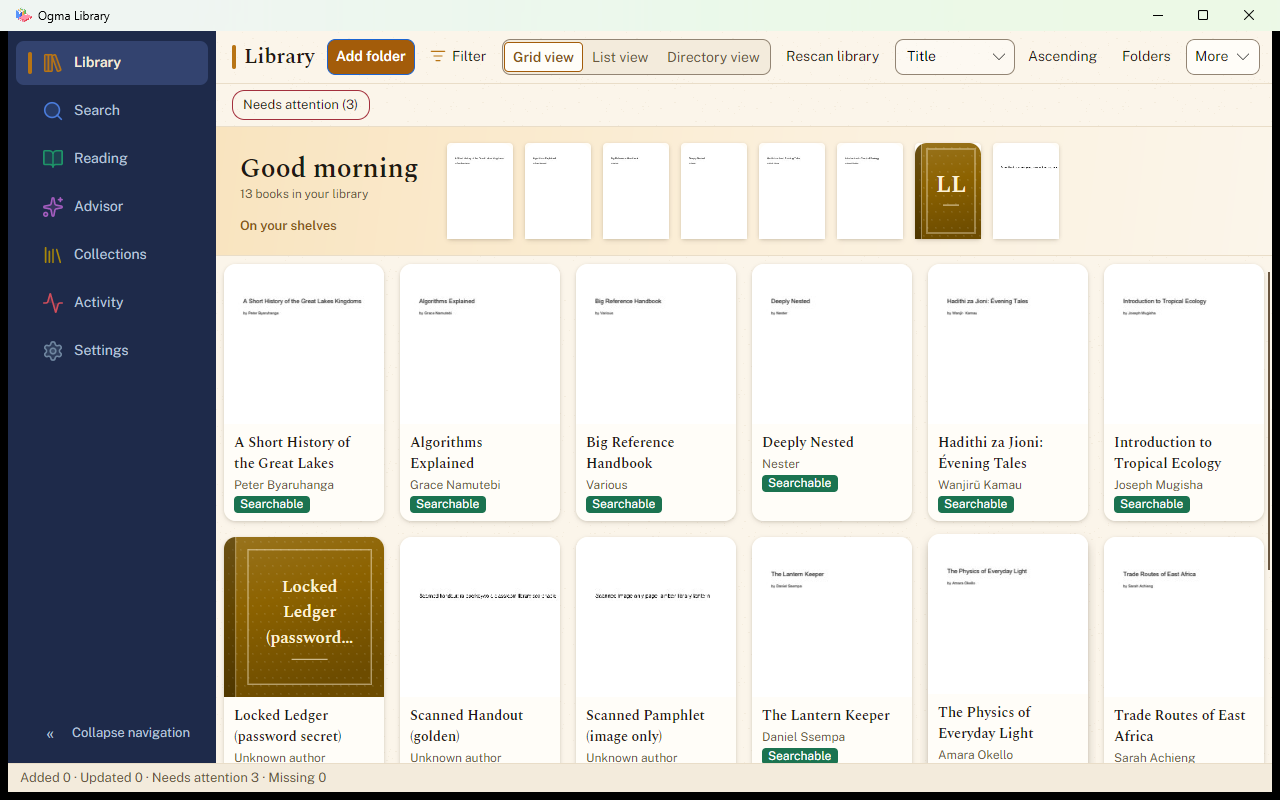 Ogma Library
Library
Search
Reading
Advisor
Collections
Activity
Settings
« Collapse navigation
Library
Add folder
Filter
Grid view
List view
Directory view
Rescan library
Title
Ascending
Folders
More
Needs attention (3)
Good morning
13 books in your library
On your shelves
LL
A Short History of the Great Lakes Kingdoms
by Peter Byaruhanga
A Short History of
the Great Lakes
Peter Byaruhanga
Searchable
Algorithms Explained
by Grace Namutebi
Algorithms
Explained
Grace Namutebi
Searchable
Big Reference Handbook
by Various
Big Reference
Handbook
Various
Searchable
Deeply Nested
by Nester
Deeply Nested
Nester
Searchable
Hadithi za Jioni: Évening Tales
by Wanjir Kamau
Hadithi za Jioni:
Évening Tales
Wanjirũ Kamau
Searchable
Introduction to Tropical Ecology
by Joseph Mugisha
Introduction to
Tropical Ecology
Joseph Mugisha
Searchable
Locked
Ledger
(password...
Locked Ledger
(password secret)
Unknown author
Scanned Handout
(golden)
Unknown author
Scanned Pamphlet
(image only)
Unknown author
The Lantern Keeper
by Daniel Ssempa
The Lantern Keeper
Daniel Ssempa
Searchable
The Physics of Everyday Light
by Amara Okello
The Physics of
Everyday Light
Amara Okello
Trade Routes of East Africa
by Sarah Achieng
Trade Routes of East
Africa
Sarah Achieng
Added 0 · Updated 0 · Needs attention 3 · Missing 0